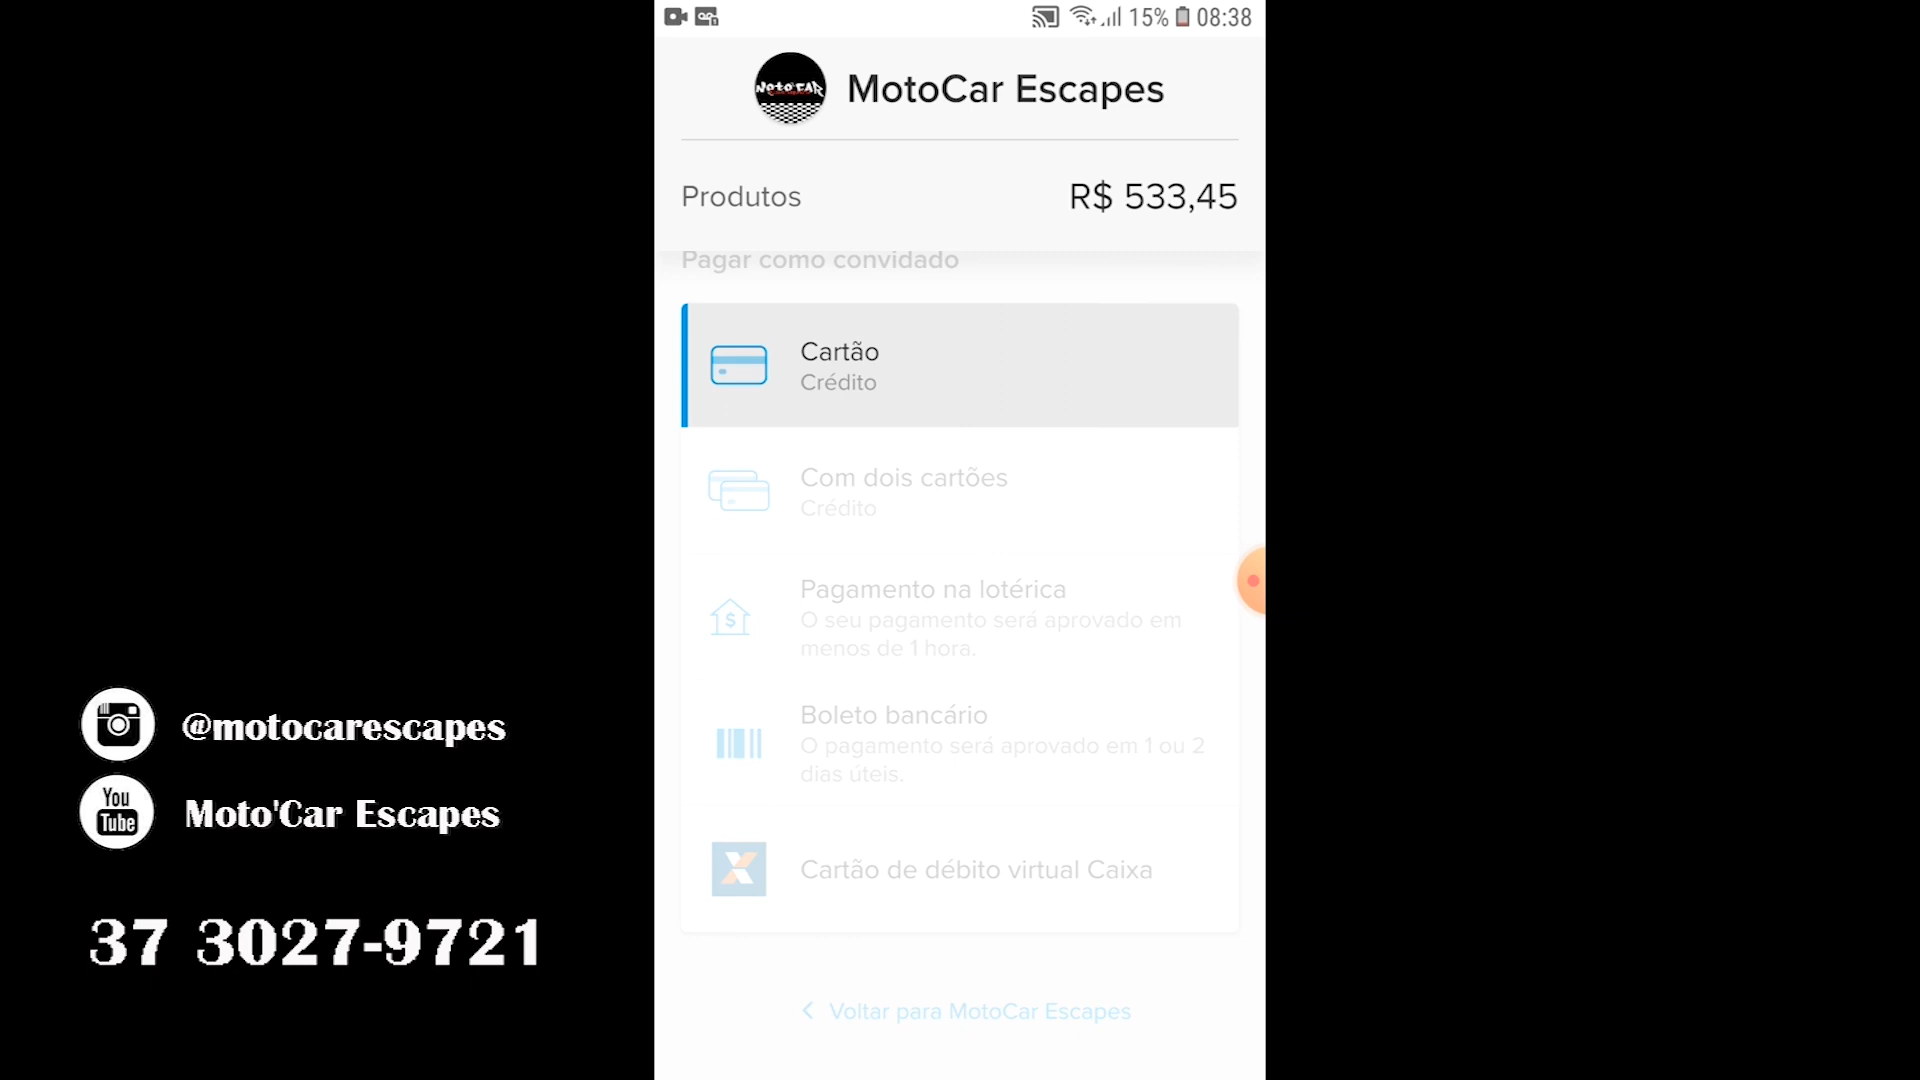 15% 08:38
Moto'CAR
MotoCar Escapes
Produtos
R$ 533,45
Pagar como convidado
Cartão
Crédito
Com dois cartões
Crédito
Pagamento na lotérica
O seu pagamento será aprovado em
menos de 1 hora.
Boleto bancário
O pagamento será aprovado em 1 ou 2
dias úteis.
Cartão de débito virtual Caixa
Voltar para MotoCar Escapes
@motocarescapes
You
Tube
Moto'Car Escapes
37 3027-9721